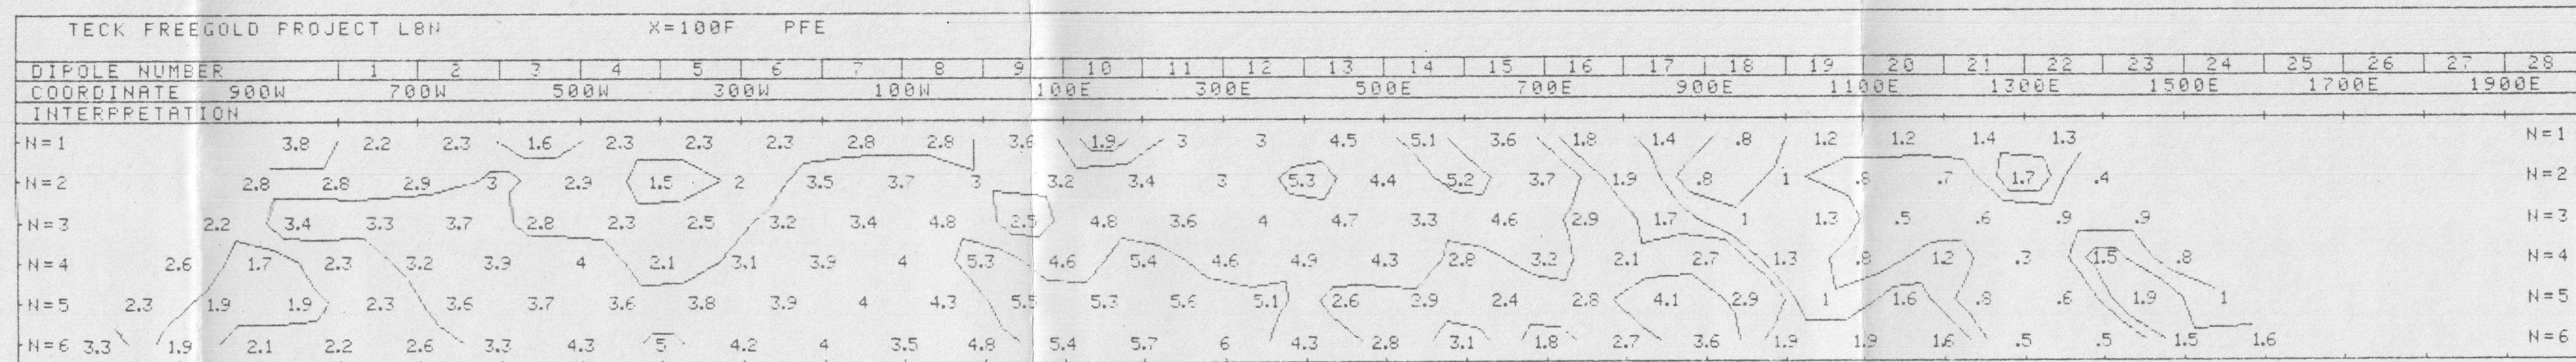 TECK FREEGOLD PROJECT L8N X=100F PFE
DIPOLE NUMBER 1 2 3 4 5 6 7 8 9 10 11 12 13 14 15 16 17 18 19 20 21 22 23 24 25 26 27 28
COORDINATE 900W 700W 500W 300W 100W 100E 300E 500E 700E 900E 1100E 1300E 1500E 1700E 1900E
INTERPRETATION
N=1 3.8 2.2 2.3 1.6 2.3 2.3 2.3 2.8 2.8 3.6 1.9 3 3 4.5 5.1 3.6 1.8 1.4 .8 1.2 1.2 1.4 1.3 N=1
N=2 2.8 2.8 2.9 3 2.9 1.5 2 3.5 3.7 3 3.2 3.4 3 5.3 4.4 5.2 3.7 1.9 .8 1 .8 .7 1.7 .4 N=2
N=3 2.2 3.4 3.3 3.7 2.8 2.3 2.5 3.2 3.4 4.8 2.5 4.8 3.6 4 4.7 3.3 4.6 2.9 1.7 1 1.3 .5 .6 .9 .9 N=3
N=4 2.6 1.7 2.3 3.2 3.9 4 2.1 3.1 3.9 4 5.3 4.6 5.4 4.6 4.9 4.3 2.8 3.2 2.1 2.7 1.3 .8 1.2 .3 1.5 .8 N=4
N=5 2.3 1.9 1.9 2.3 3.6 3.7 3.6 3.8 3.9 4 4.3 5.5 5.3 5.6 5.1 2.6 2.4 2.8 4.1 2.9 1 1.6 .8 .6 1.9 1 N=5
N=6 3.3 1.9 2.1 2.2 2.6 3.3 4.3 5 4.2 4 3.5 4.8 5.4 5.7 6 4.3 2.8 3.1 1.8 2.7 3.6 1.9 1.9 1.6 .5 .5 1.5 1.6 N=6